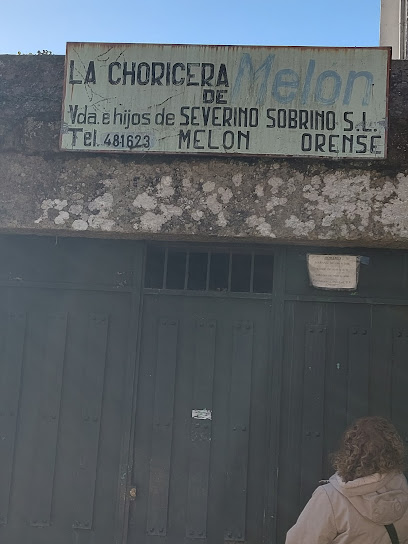 LA CHORICERA DE Melon
Vda. e hijos de SEVERINO SOBRINO S.L.
Tel. 481623 MELON ORENSE